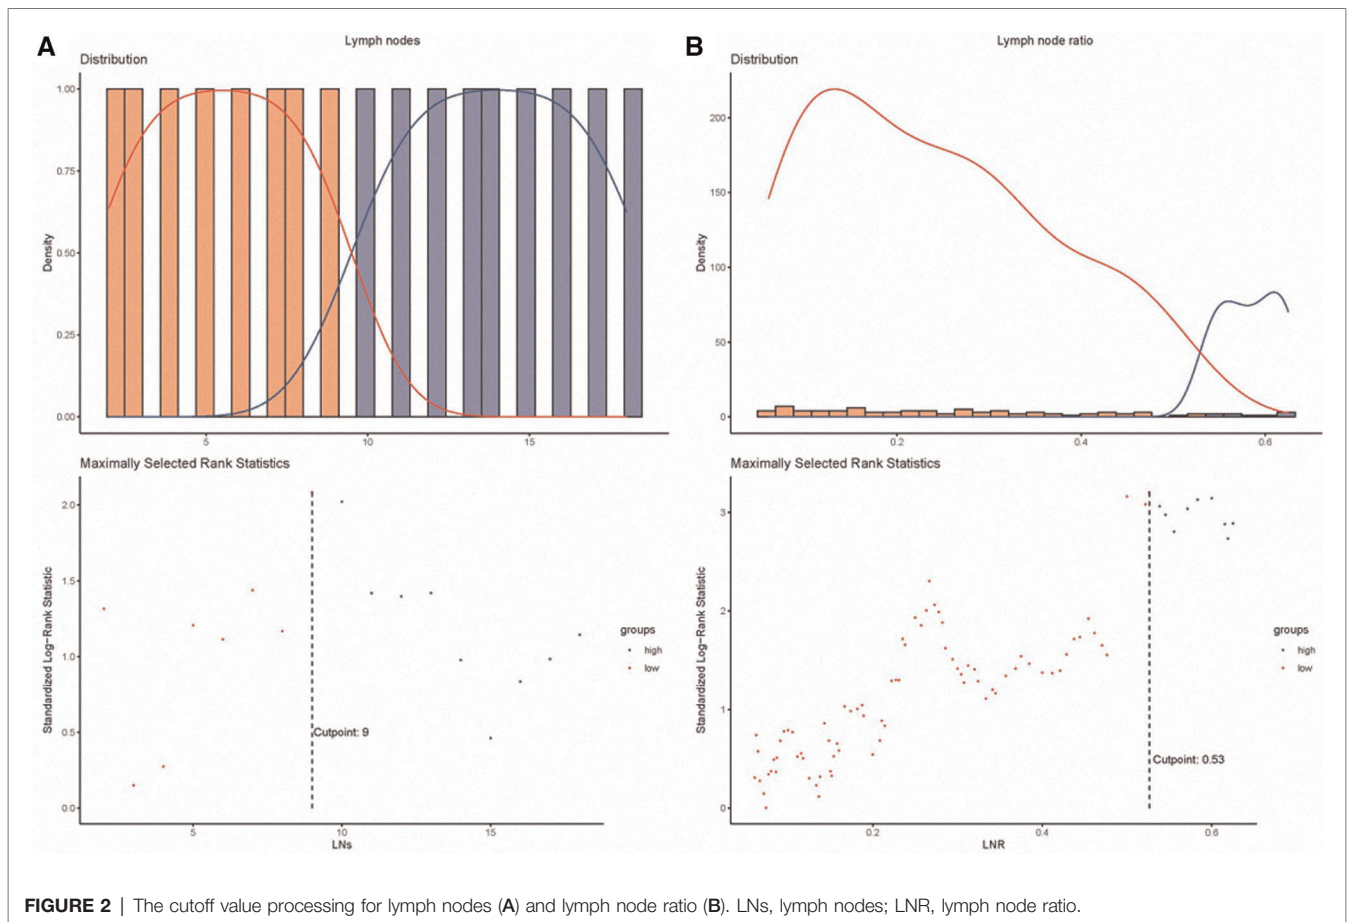 A
Lymph nodes
Distribution
1.00
0.75
0.50
0.25
0.00
Density
5
10
15
Maximally Selected Rank Statistics
2.0
1.5
1.0
0.5
0.0
Standardized Log-Rank Statistic
Cutpoint: 9
5
10
15
LNs
groups
high
low
B
Lymph node ratio
Distribution
200
150
100
50
0
Density
0.2
0.4
0.6
Maximally Selected Rank Statistics
3
2
1
0
Standardized Log-Rank Statistic
Cutpoint: 0.53
0.2
0.4
0.6
LNR
groups
high
low
FIGURE 2 | The cutoff value processing for lymph nodes (A) and lymph node ratio (B). LNs, lymph nodes; LNR, lymph node ratio.